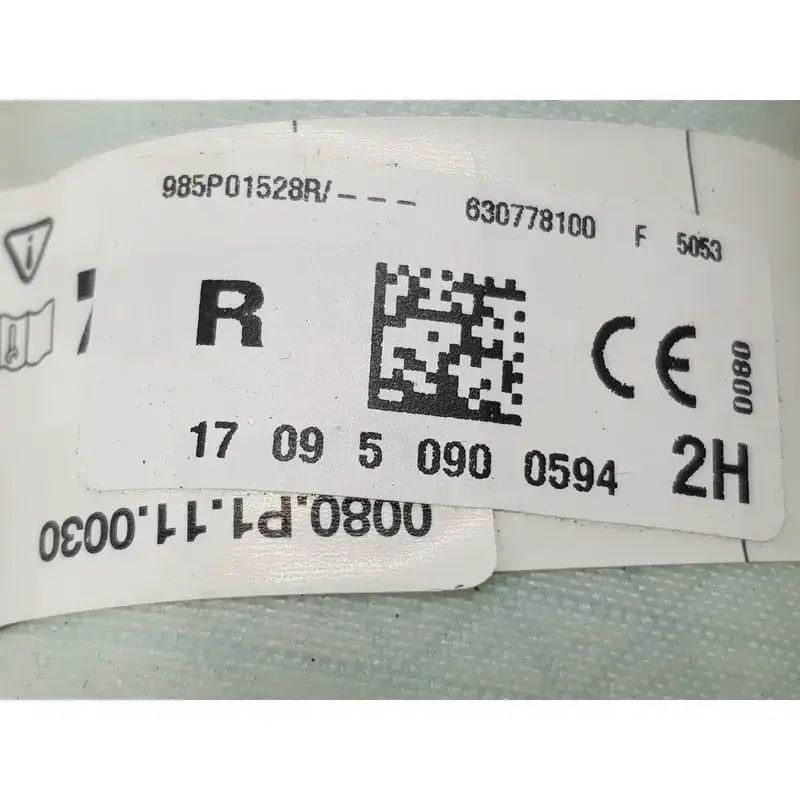 985P01528R/--- 630778100 F 5053
R CE 0080
17 09 5 090 0594 2H
0080.P1.11.0030